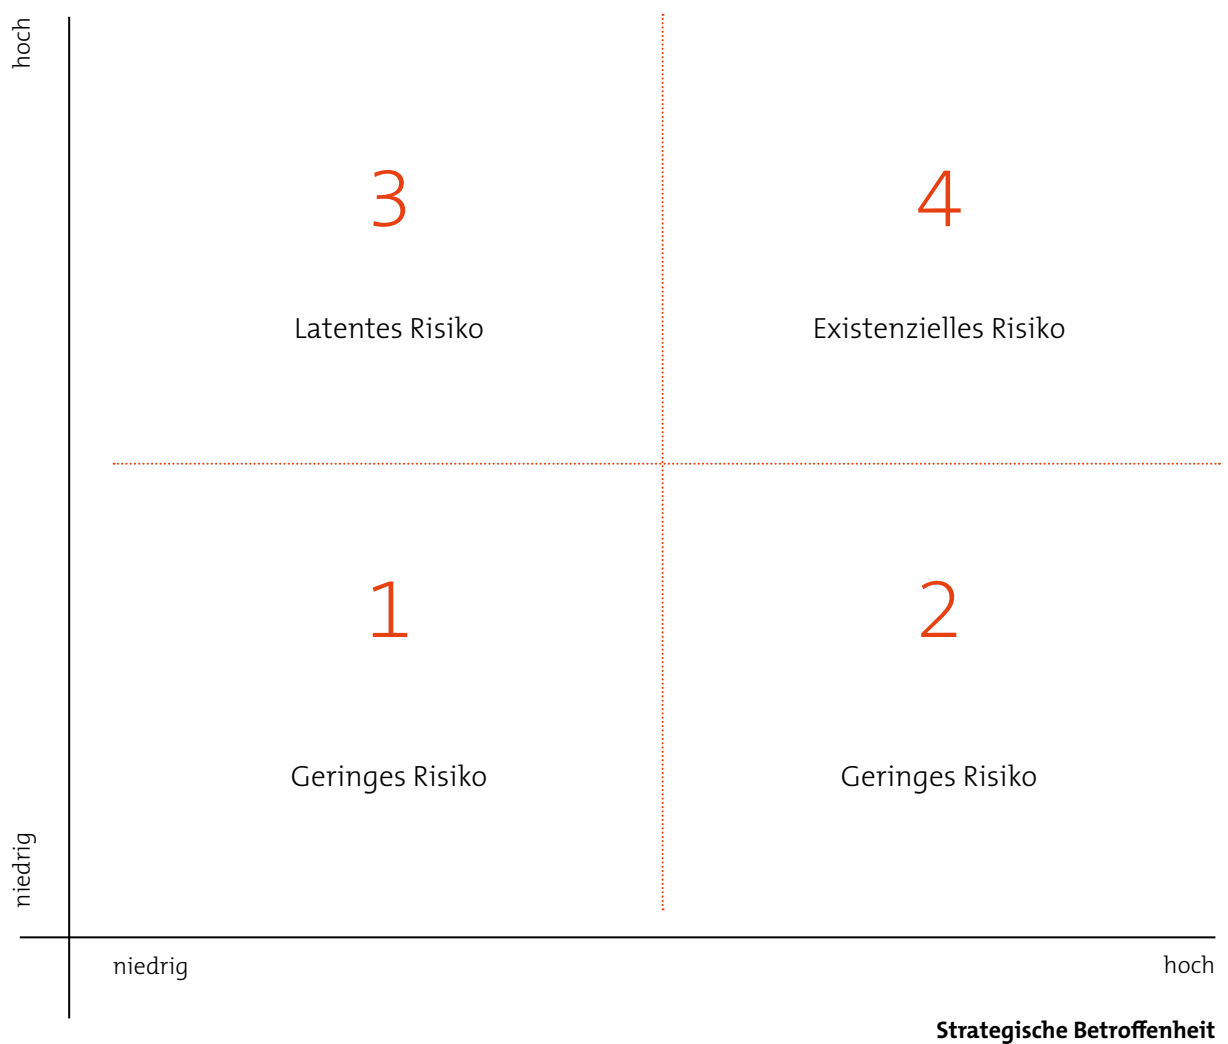 hoch
3
4
Latentes Risiko
Existenzielles Risiko
1
2
Geringes Risiko
Geringes Risiko
niedrig
niedrig
hoch
Strategische Betroffenheit